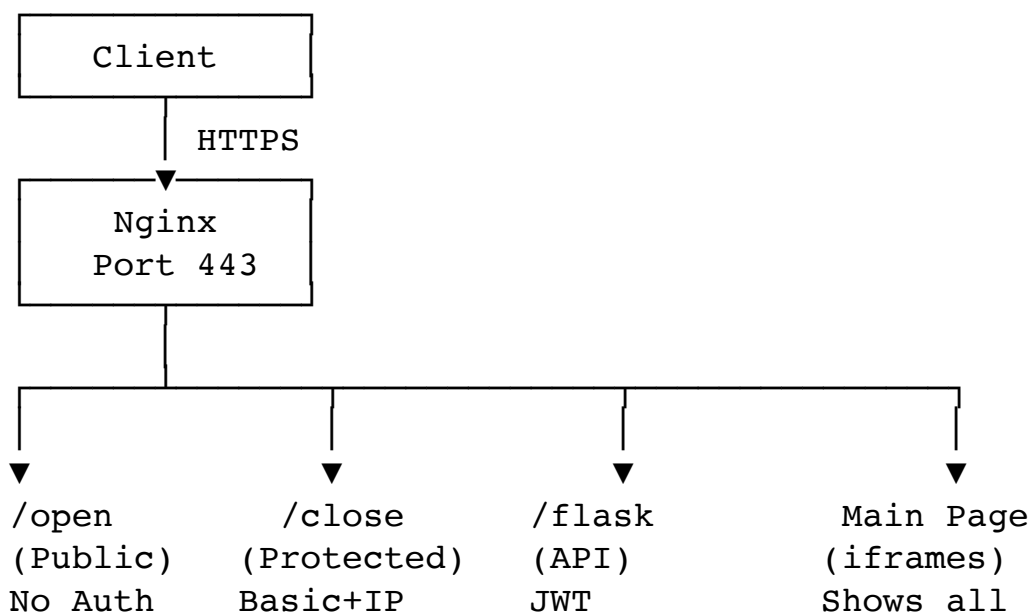 Client
HTTPS
Nginx
Port 443
/open /close /flask Main Page
(Public) (Protected) (API) (iframes)
No Auth Basic+IP JWT Shows all